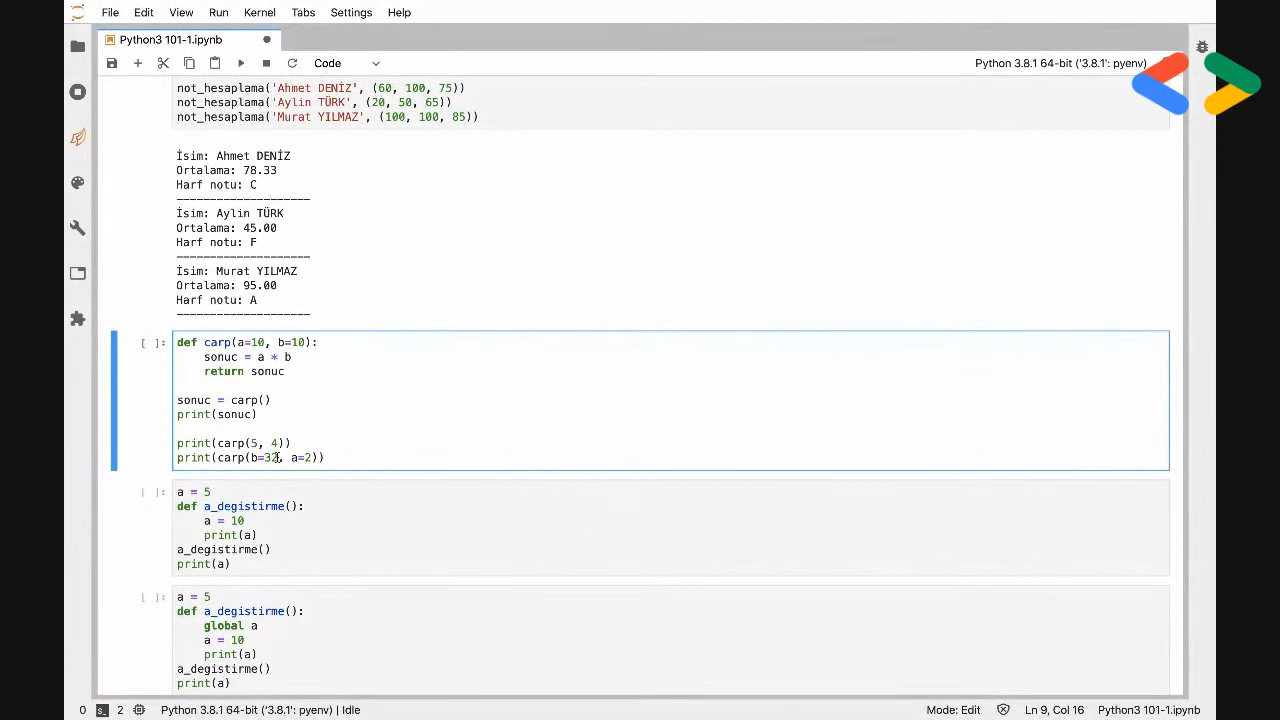 File Edit View Run Kernel Tabs Settings Help
Python3 101-1.ipynb
Code
Python 3.8.1 64-bit ('3.8.1': pyenv)
not_hesaplama('Ahmet DENİZ', (60, 100, 75))
not_hesaplama('Aylin TÜRK', (20, 50, 65))
not_hesaplama('Murat YILMAZ', (100, 100, 85))
İsim: Ahmet DENİZ
Ortalama: 78.33
Harf notu: C
--------------------
İsim: Aylin TÜRK
Ortalama: 45.00
Harf notu: F
--------------------
İsim: Murat YILMAZ
Ortalama: 95.00
Harf notu: A
--------------------
[ ]: def carp(a=10, b=10):
sonuc = a * b
return sonuc
sonuc = carp()
print(sonuc)
print(carp(5, 4))
print(carp(b=32, a=2))
[ ]: a = 5
def a_degistirme():
a = 10
print(a)
a_degistirme()
print(a)
[ ]: a = 5
def a_degistirme():
global a
a = 10
print(a)
a_degistirme()
print(a)
0 2 Python 3.8.1 64-bit ('3.8.1': pyenv) | Idle Mode: Edit Ln 9, Col 16 Python3 101-1.ipynb